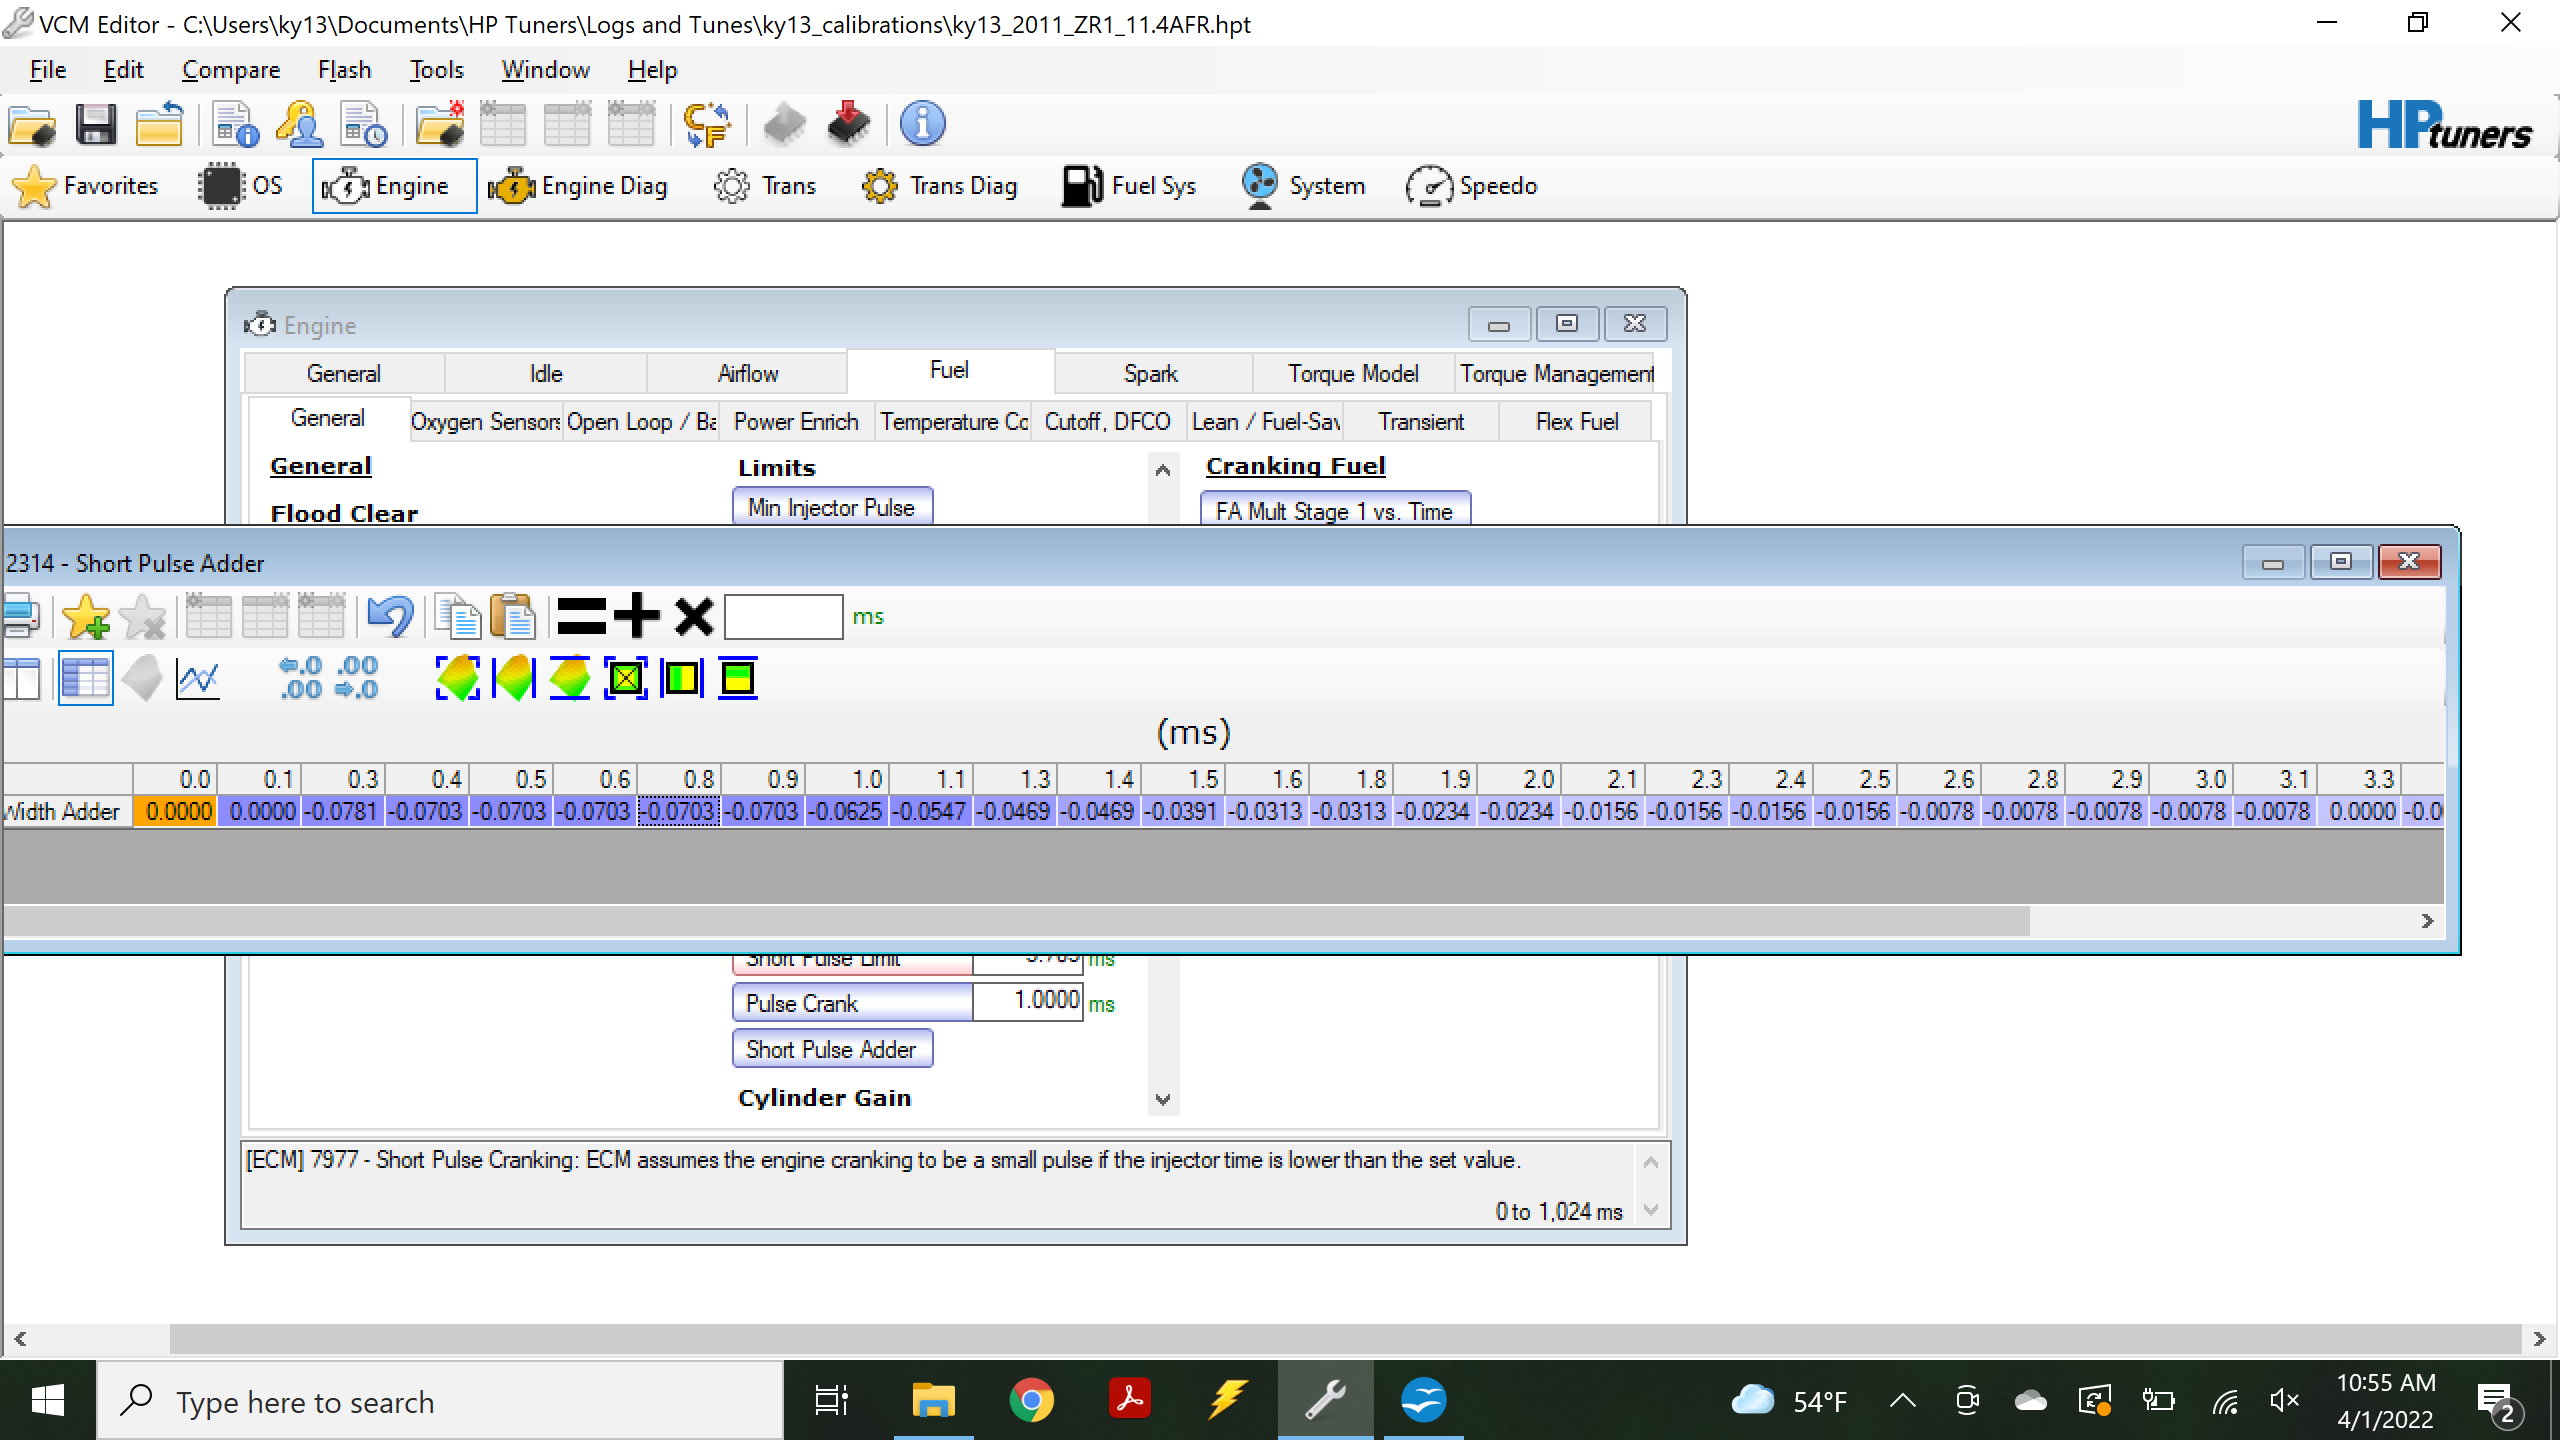 VCM Editor - C:\Users\ky13\Documents\HP Tuners\Logs and Tunes\ky13_calibrations\ky13_2011_ZR1_11.4AFR.hpt
File Edit Compare Flash Tools Window Help
HP tuners
Favorites OS Engine Engine Diag Trans Trans Diag Fuel Sys System Speedo
Engine
General Idle Airflow Fuel Spark Torque Model Torque Management
General Oxygen Sensors Open Loop / Ba Power Enrich Temperature Co Cutoff, DFCO Lean / Fuel-Sav Transient Flex Fuel
General Limits Cranking Fuel
Min Injector Pulse FA Mult Stage 1 vs. Time
Flood Clear
2314 - Short Pulse Adder
ms
(ms)
0.0 0.1 0.3 0.4 0.5 0.6 0.8 0.9 1.0 1.1 1.3 1.4 1.5 1.6 1.8 1.9 2.0 2.1 2.3 2.4 2.5 2.6 2.8 2.9 3.0 3.1 3.3
Width Adder 0.0000 0.0000 -0.0781 -0.0703 -0.0703 -0.0703 -0.0703 -0.0703 -0.0625 -0.0547 -0.0469 -0.0469 -0.0391 -0.0313 -0.0313 -0.0234 -0.0234 -0.0156 -0.0156 -0.0156 -0.0156 -0.0078 -0.0078 -0.0078 -0.0078 -0.0078 0.0000 -0.0
Short Pulse Limit ms
Pulse Crank 1.0000 ms
Short Pulse Adder
Cylinder Gain
[ECM] 7977 - Short Pulse Cranking: ECM assumes the engine cranking to be a small pulse if the injector time is lower than the set value.
0 to 1,024 ms
Type here to search 54°F 10:55 AM
4/1/2022 2